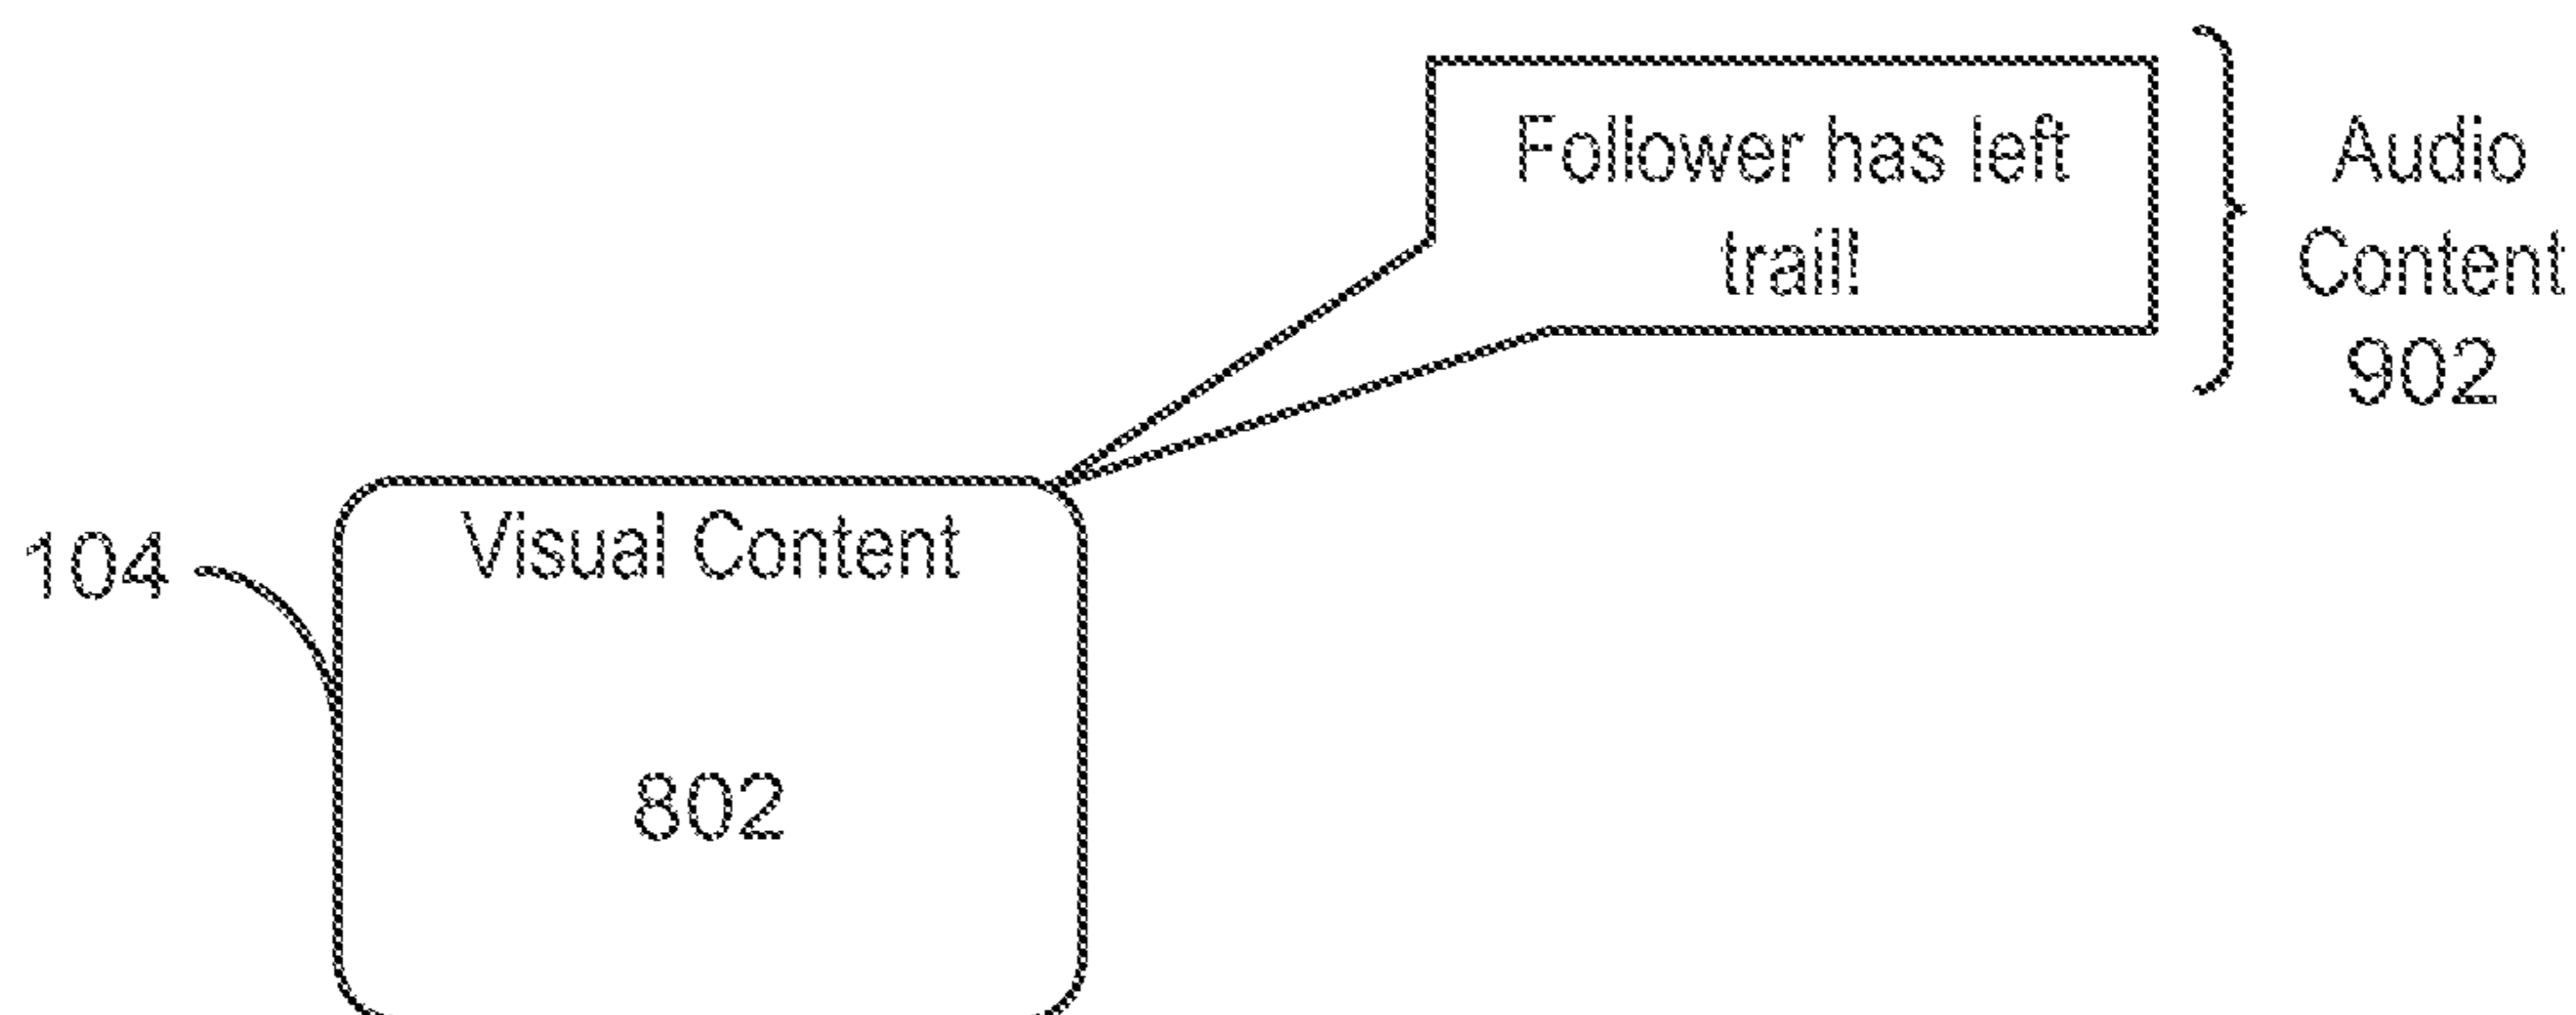 Follower has left
trail!
Audio
Content
902
104
Visual Content
802